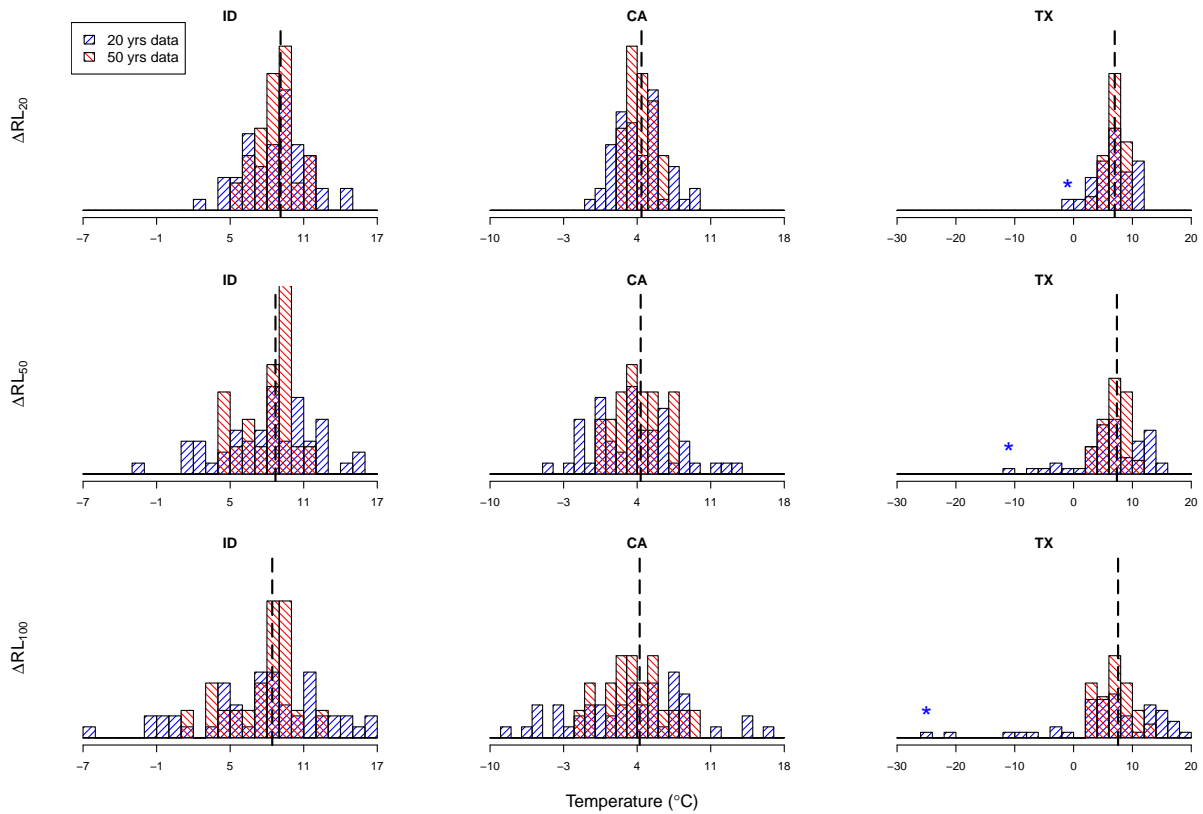 ID
CA
TX
20 yrs data
50 yrs data
ΔRL20
−7 −1 5 11 17
−10 −3 4 11 18
−30 −20 −10 0 10 20
*
ID
CA
TX
ΔRL50
−7 −1 5 11 17
−10 −3 4 11 18
−30 −20 −10 0 10 20
*
ID
CA
TX
ΔRL100
−7 −1 5 11 17
−10 −3 4 11 18
−30 −20 −10 0 10 20
*
Temperature (°C)